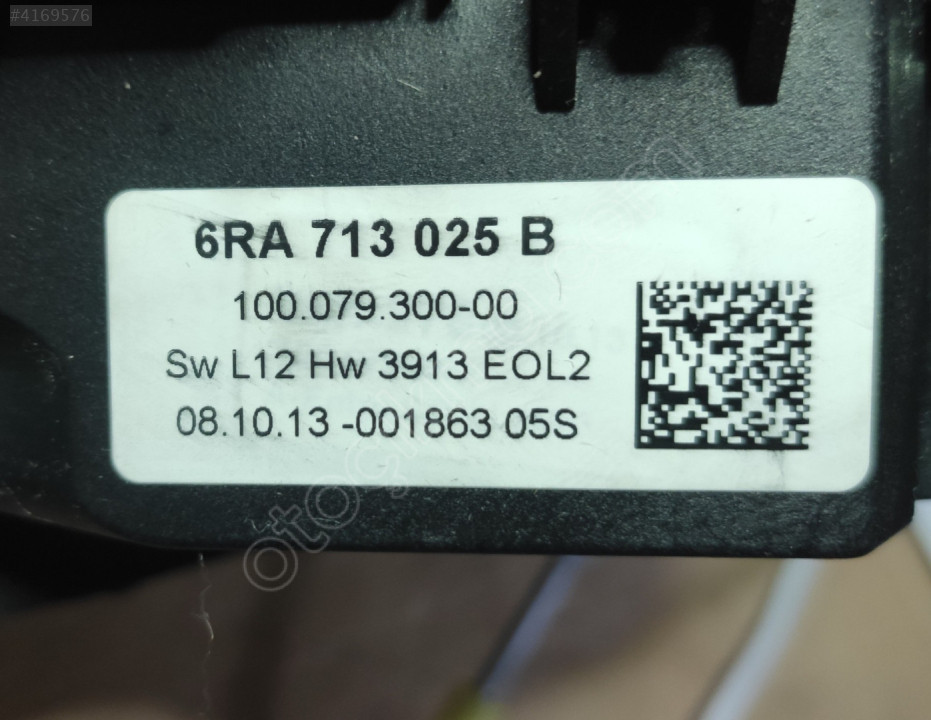 #4169576
6RA 713 025 B
100.079.300-00
Sw L12 Hw 3913 EOL2
08.10.13 -001863 05S